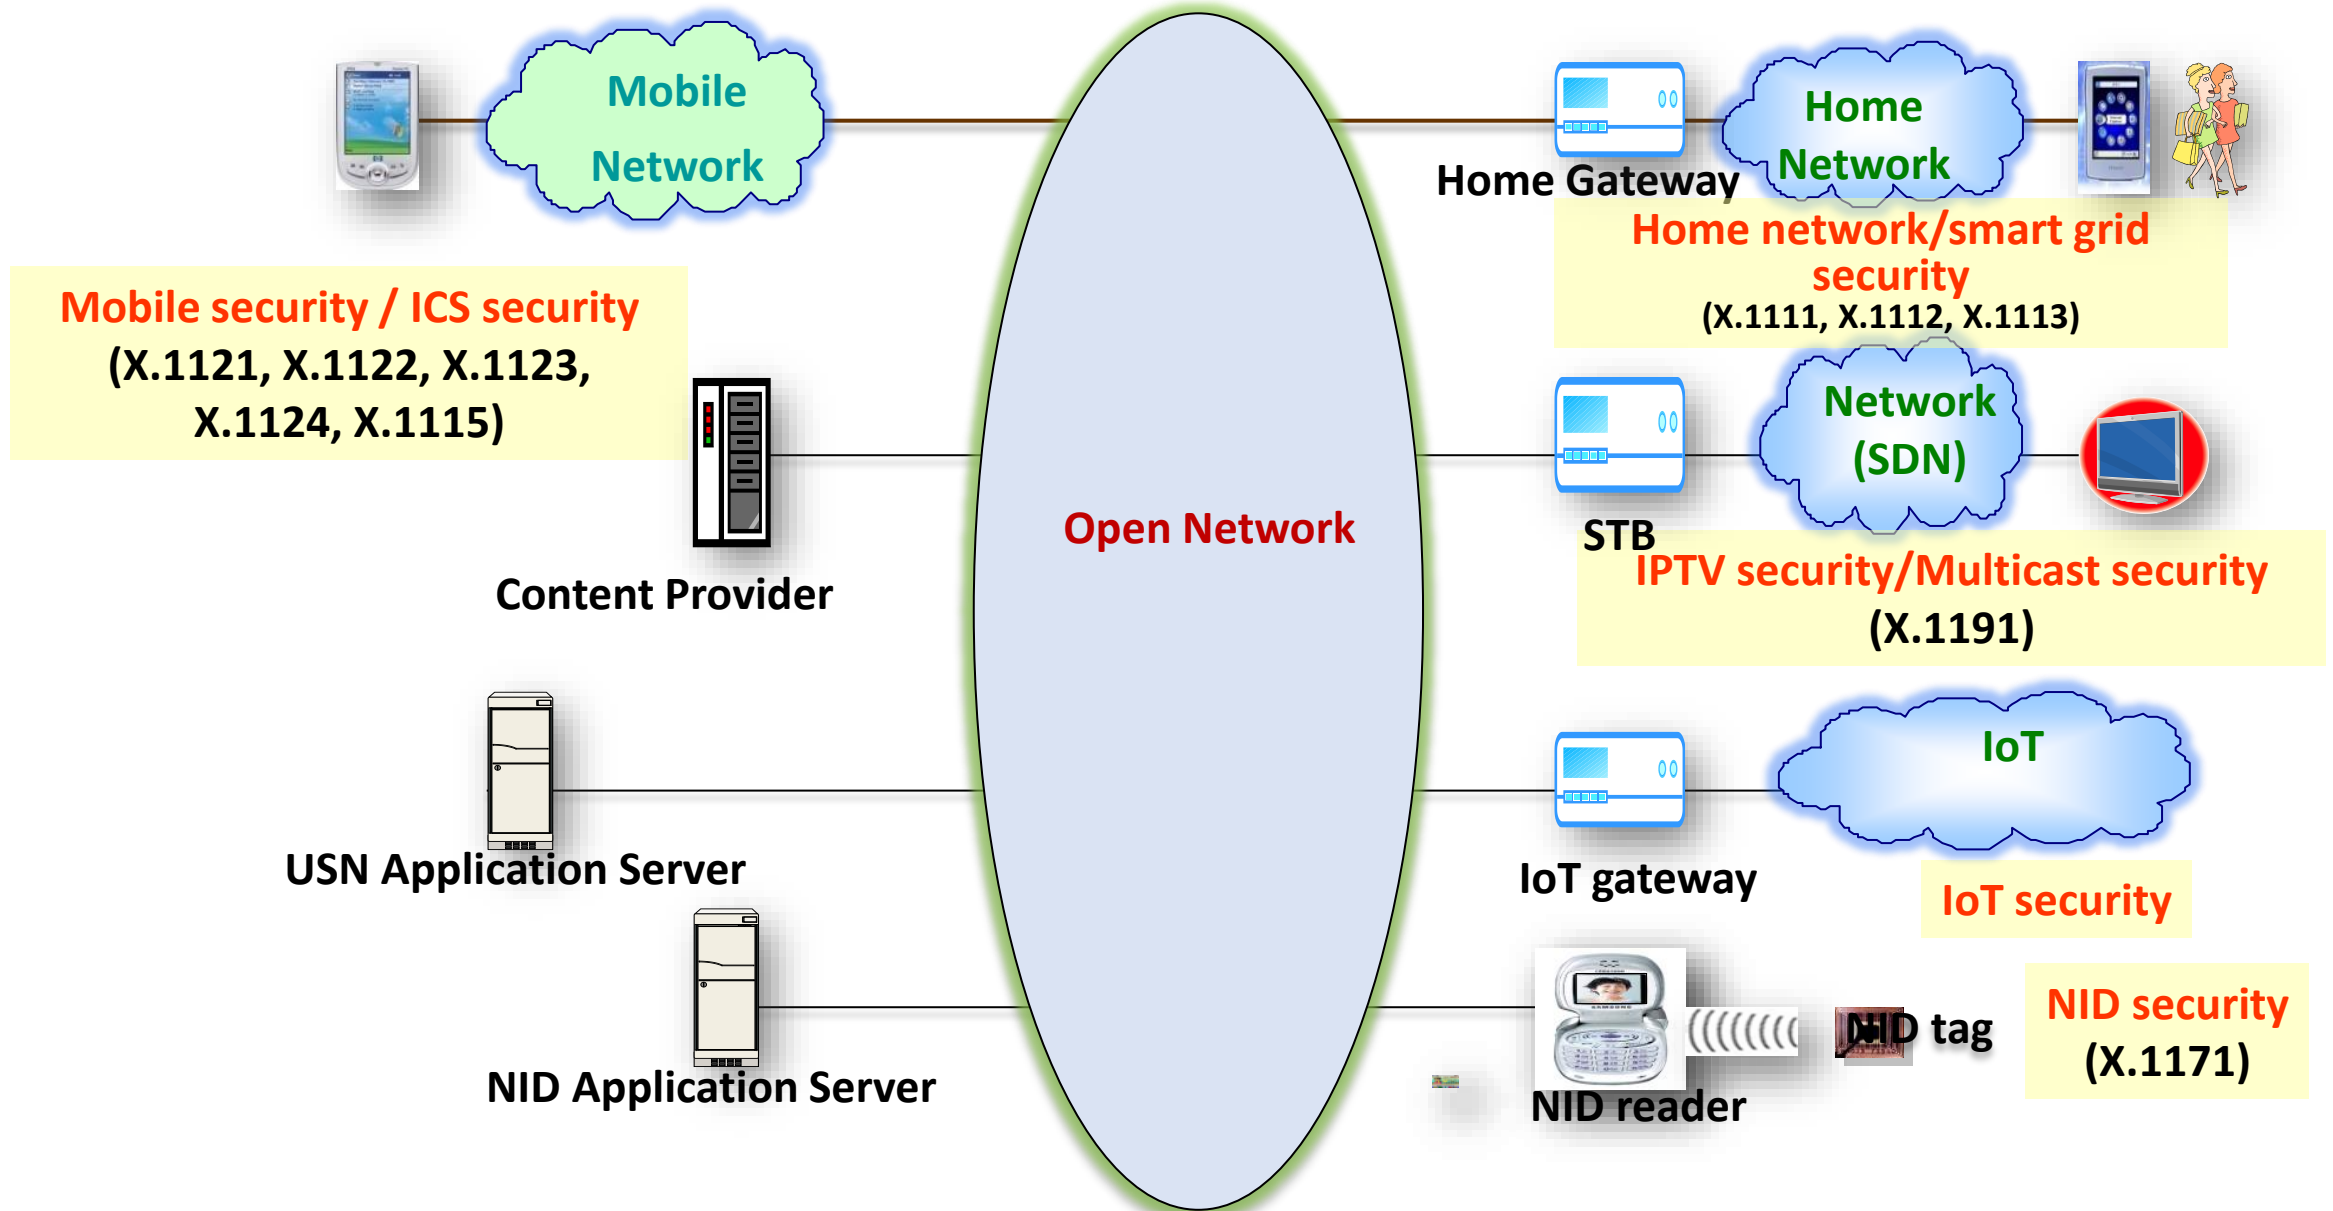 Mobile
Network
Home
Network
Home Gateway
Home network/smart grid
security
(X.1111, X.1112, X.1113)
Mobile security / ICS security
(X.1121, X.1122, X.1123,
X.1124, X.1115)
Network
(SDN)
Open Network
STB
IPTV security/Multicast security
(X.1191)
Content Provider
IoT
USN Application Server
IoT gateway
IoT security
NID security
(X.1171)
NID tag
NID Application Server
NID reader